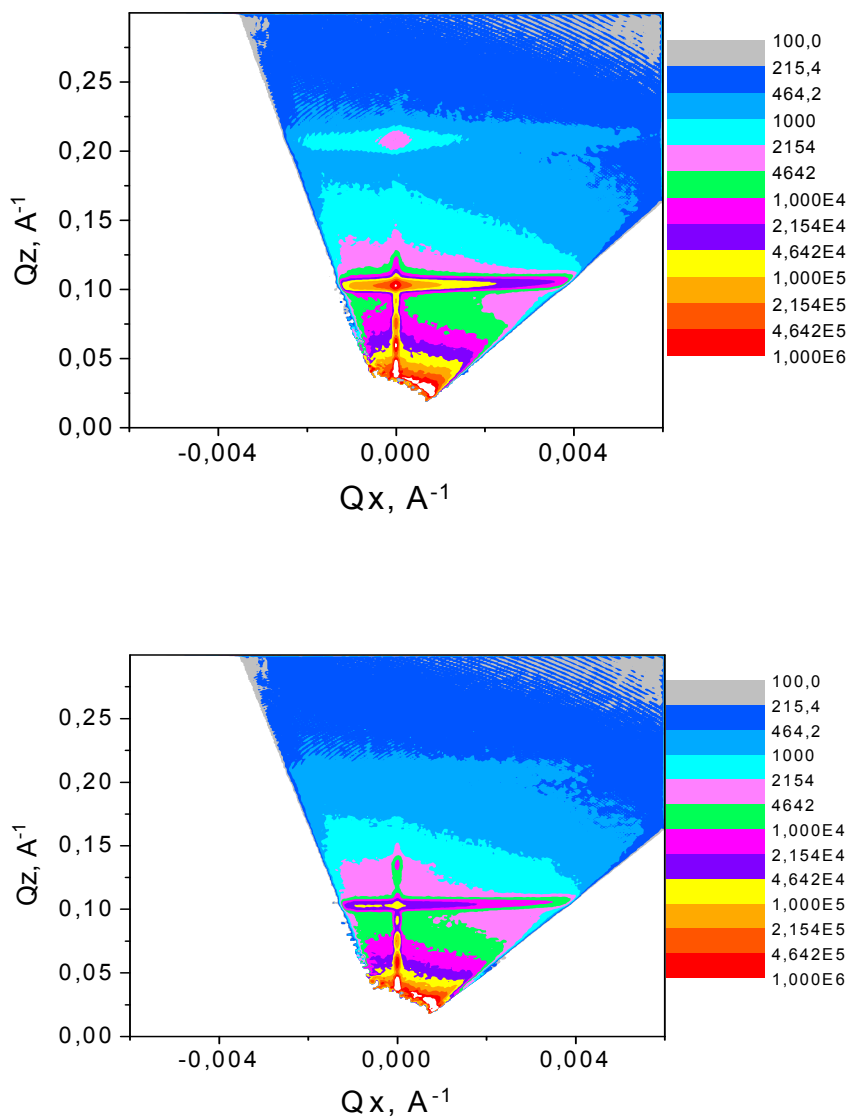 100,0
215,4
464,2
1000
2154
4642
1,000E4
2,154E4
4,642E4
1,000E5
2,154E5
4,642E5
1,000E6
0,25
0,20
0,15
0,10
0,05
0,00
Qz, A-1
-0,004
0,000
0,004
Qx, A-1
100,0
215,4
464,2
1000
2154
4642
1,000E4
2,154E4
4,642E4
1,000E5
2,154E5
4,642E5
1,000E6
0,25
0,20
0,15
0,10
0,05
0,00
Qz, A-1
-0,004
0,000
0,004
Qx, A-1